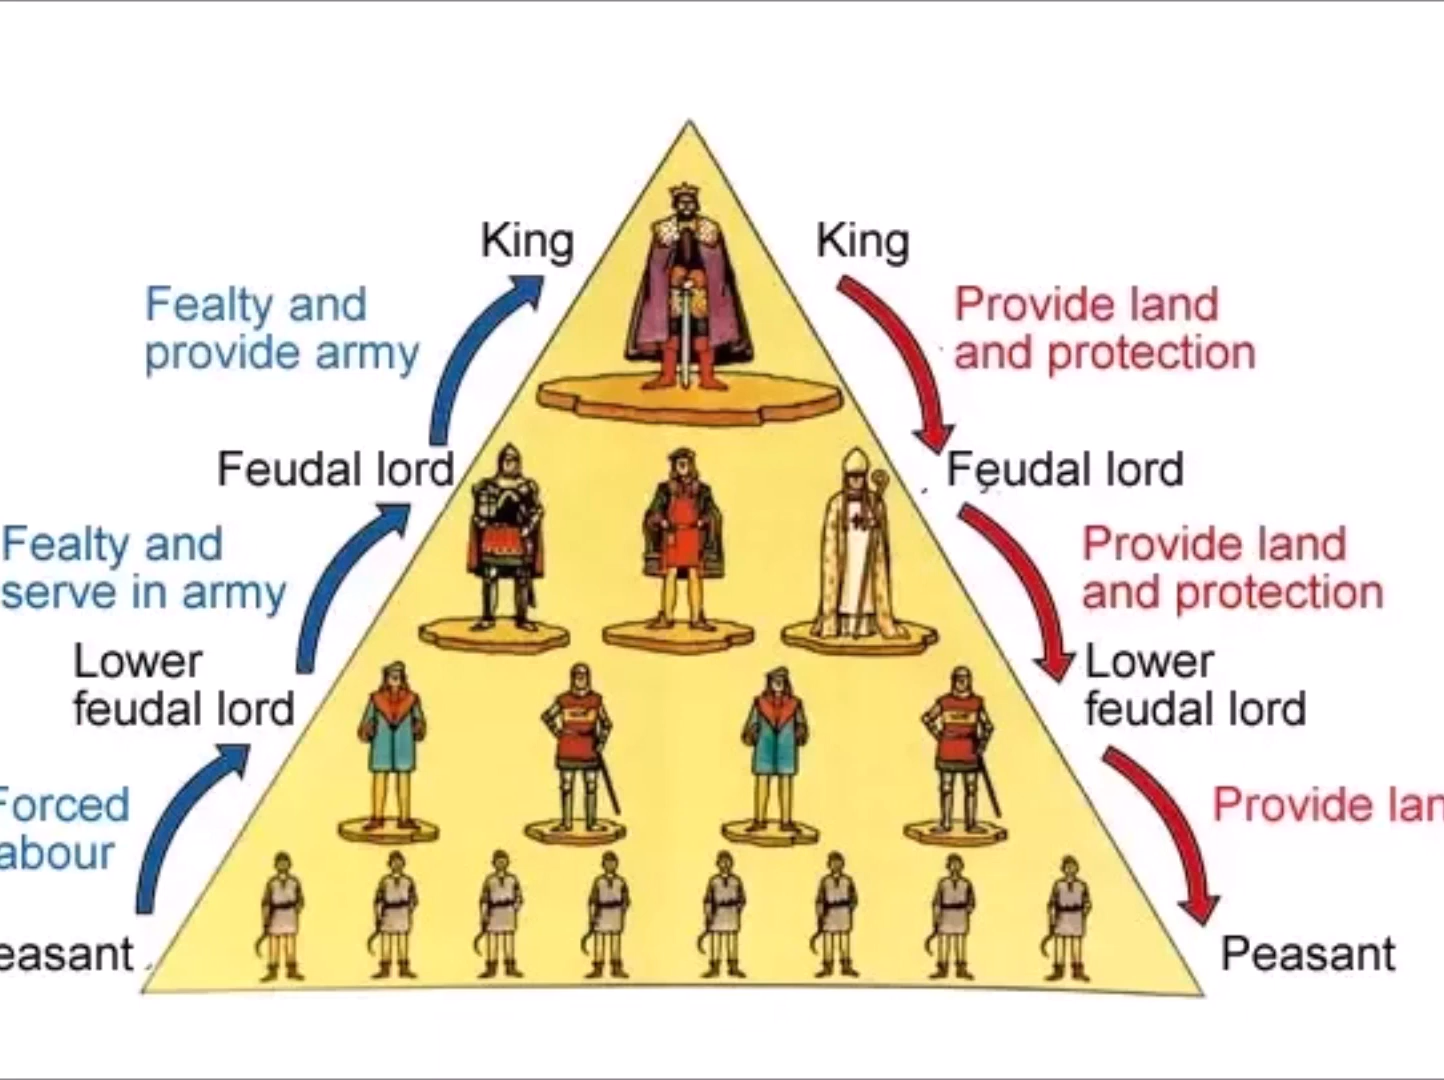 King
King
Fealty and
provide army
Provide land
and protection
Feudal lord
Feudal lord
Fealty and
serve in army
Provide land
and protection
Lower
feudal lord
Lower
feudal lord
Forced
abour
Provide lan
easant
Peasant